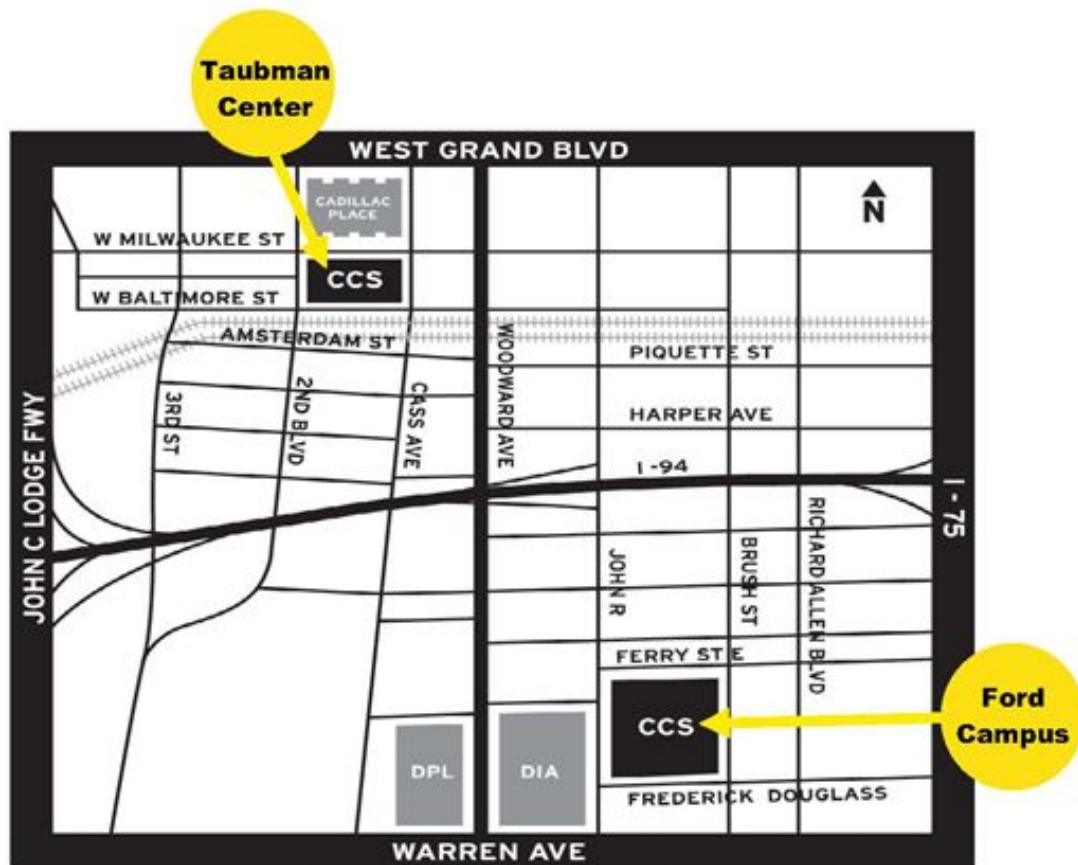 Taubman
Center
WEST GRAND BLVD
CADILLAC
PLACE
N
W MILWAUKEE ST
CCS
W BALTIMORE ST
AMSTERDAM ST
PIQUETTE ST
WOODWARD AVE
3RD ST
2ND BLVD
CASS AVE
HARPER AVE
I-94
JOHN C LODGE FWY
I-75
JOHN R
BRUSH ST
RICHARD ALLEN BLVD
FERRY ST E
CCS
Ford
Campus
DPL
DIA
FREDERICK DOUGLASS
WARREN AVE